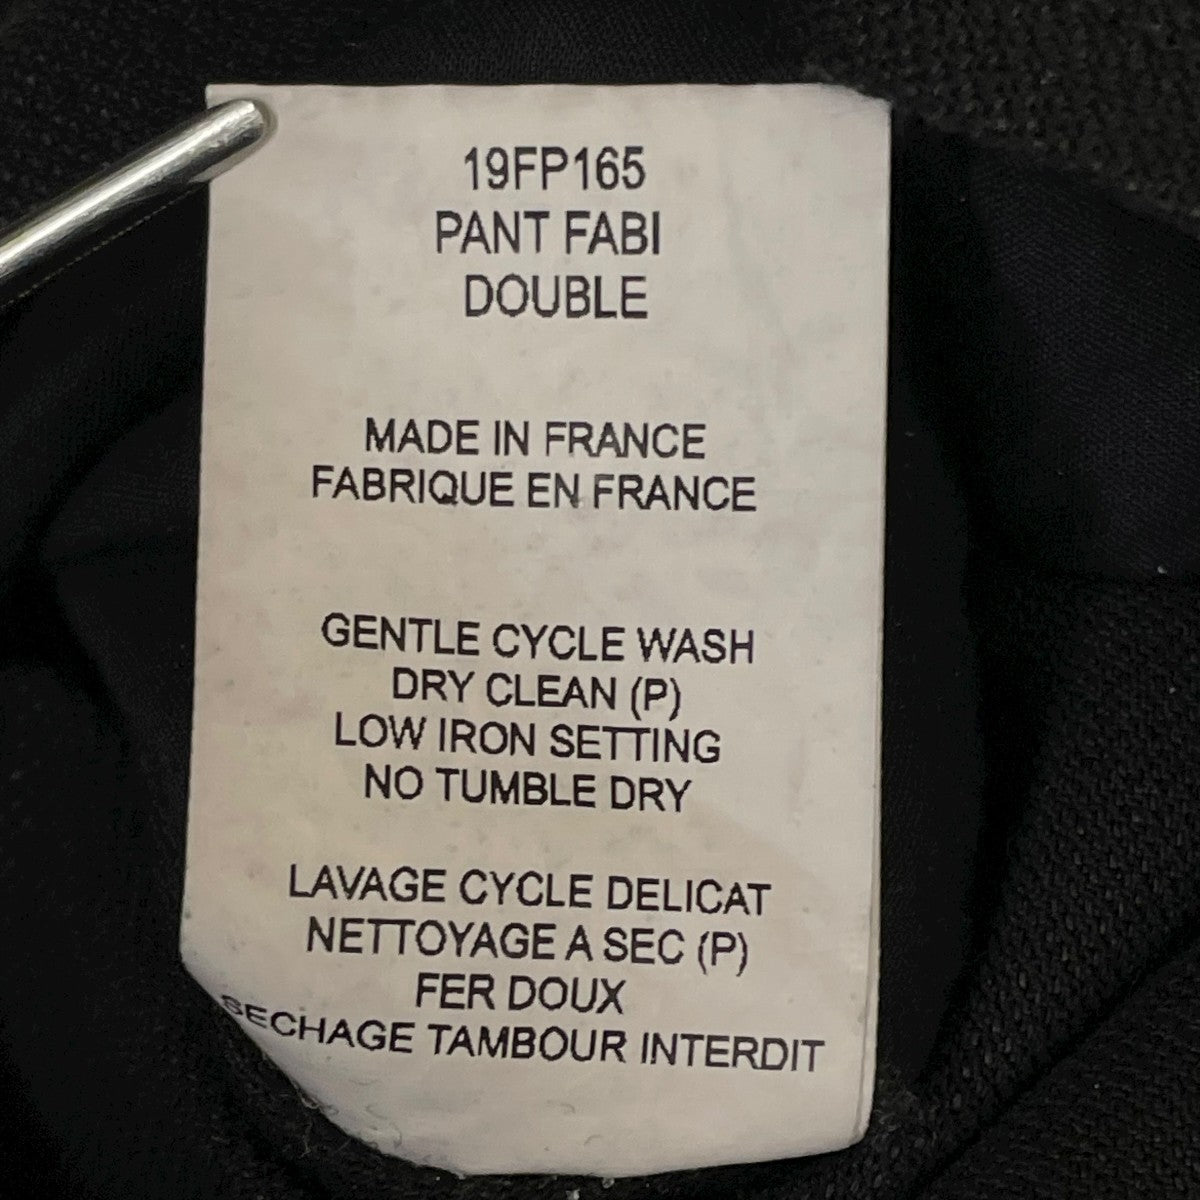 19FP165
PANT FABI
DOUBLE
MADE IN FRANCE
FABRIQUE EN FRANCE
GENTLE CYCLE WASH
DRY CLEAN (P)
LOW IRON SETTING
NO TUMBLE DRY
LAVAGE CYCLE DELICAT
NETTOYAGE A SEC (P)
FER DOUX
SECHAGE TAMBOUR INTERDIT